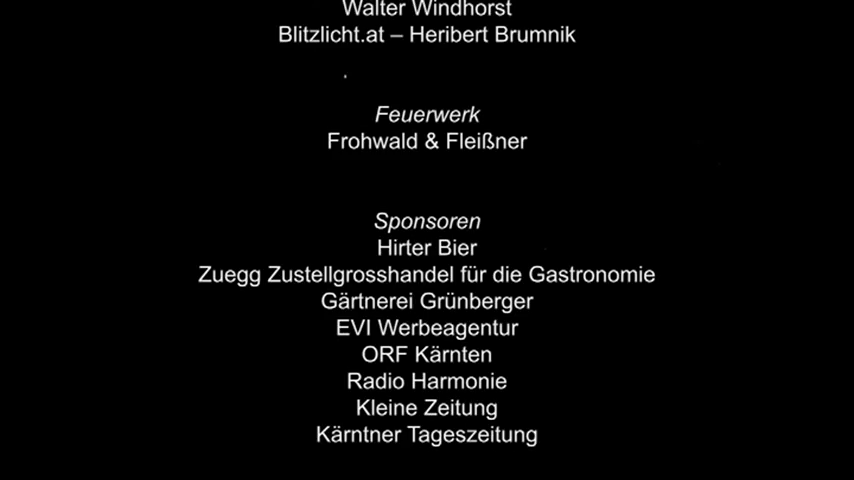 Walter Windhorst
Blitzlicht.at – Heribert Brumnik
Feuerwerk
Frohwald & Fleißner
Sponsoren
Hirter Bier
Zuegg Zustellgrosshandel für die Gastronomie
Gärtnerei Grünberger
EVI Werbeagentur
ORF Kärnten
Radio Harmonie
Kleine Zeitung
Kärntner Tageszeitung